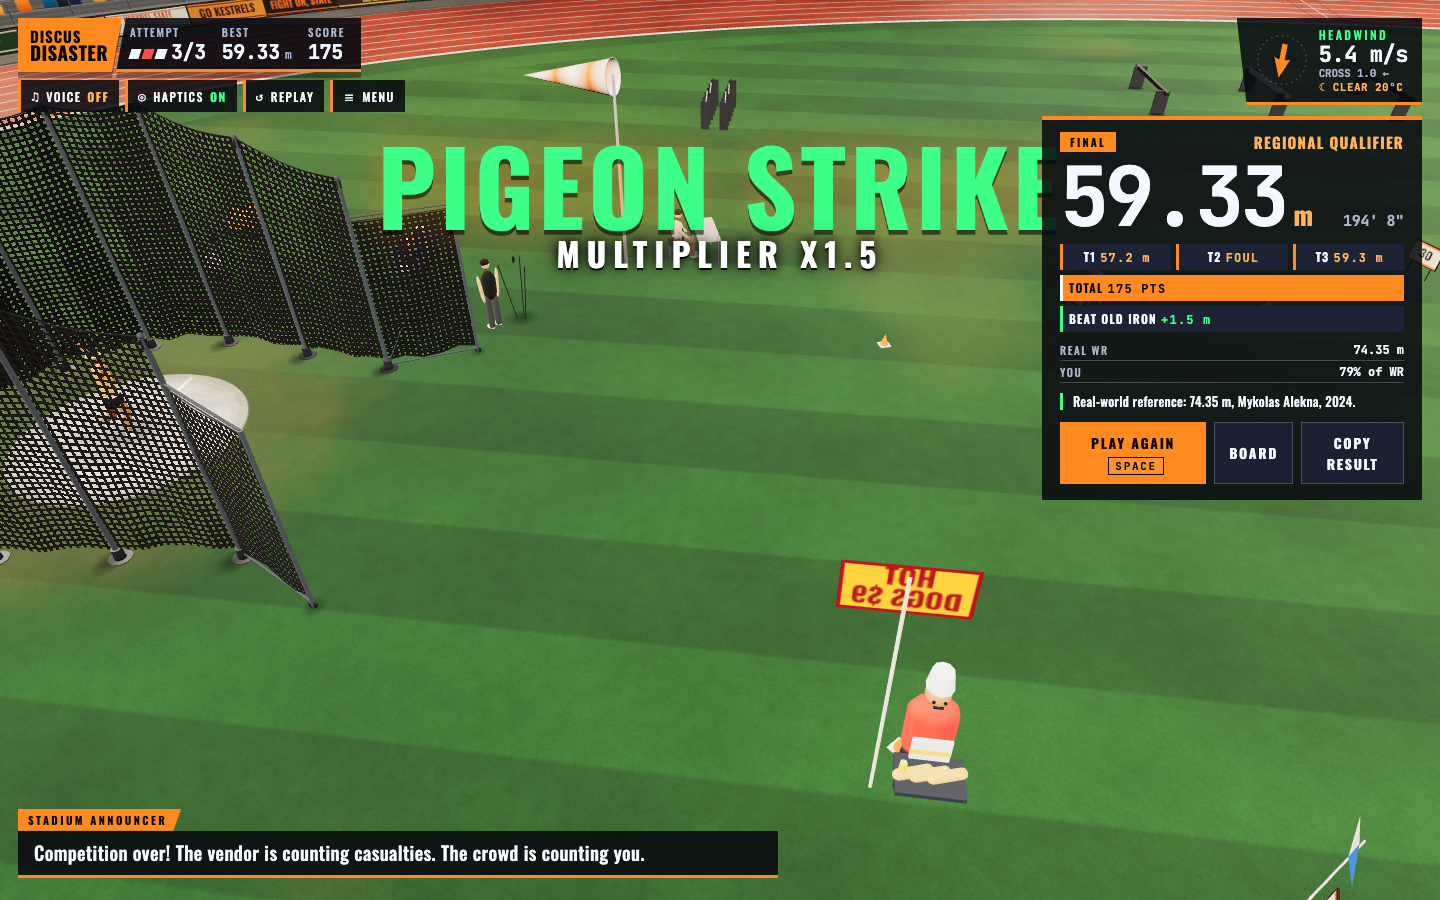 GO KESTRELS
FIGHT ON, STATE
DISCUS
DISASTER
ATTEMPT
3/3
BEST
59.33 m
SCORE
175
♫ VOICE OFF
◎ HAPTICS ON
↺ REPLAY
≡ MENU
HEADWIND
5.4 m/s
CROSS 1.0 ←
☾ CLEAR 20°C
PIGEON STRIKE
MULTIPLIER X1.5
FINAL
REGIONAL QUALIFIER
59.33 m
194' 8"
T1 57.2 m
T2 FOUL
T3 59.3 m
TOTAL 175 PTS
BEAT OLD IRON +1.5 m
REAL WR
74.35 m
YOU
79% of WR
Real-world reference: 74.35 m, Mykolas Alekna, 2024.
PLAY AGAIN
SPACE
BOARD
COPY
RESULT
HOT
DOGS $9
STADIUM ANNOUNCER
Competition over! The vendor is counting casualties. The crowd is counting you.